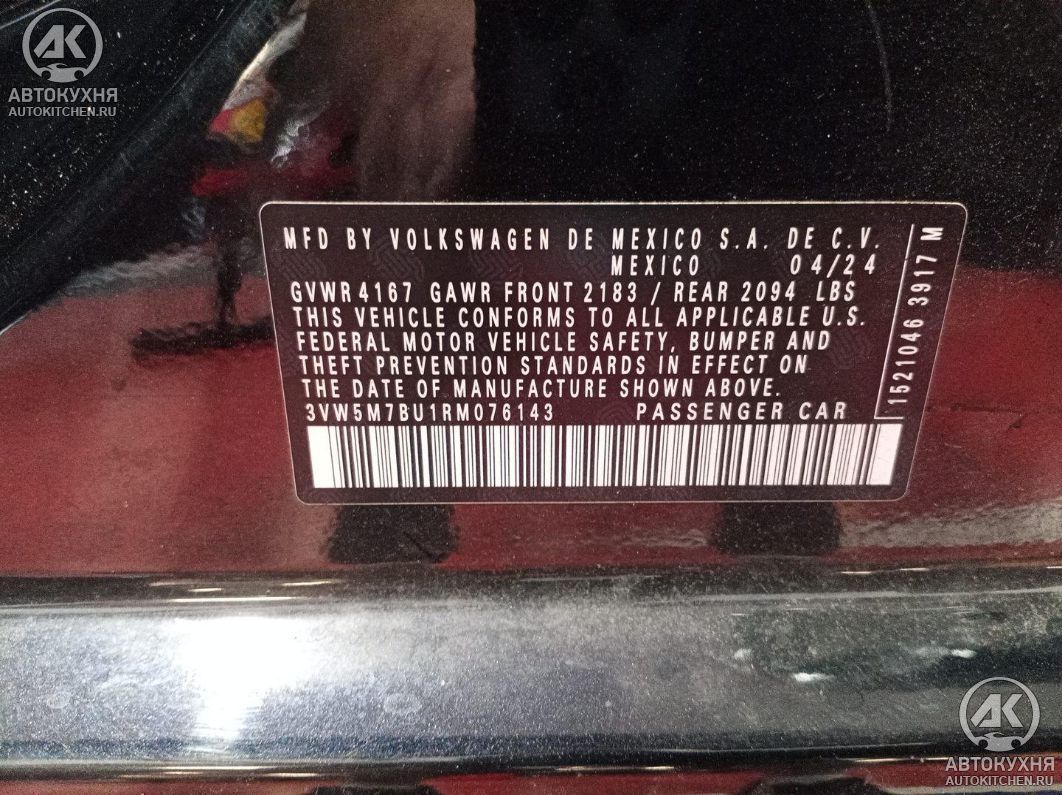 АК
АВТОКУХНЯ
AUTOKITCHEN.RU
MFD BY VOLKSWAGEN DE MEXICO S.A. DE C.V.
MEXICO 04/24
GVWR 4167 GAWR FRONT 2183 / REAR 2094 LBS
THIS VEHICLE CONFORMS TO ALL APPLICABLE U.S.
FEDERAL MOTOR VEHICLE SAFETY, BUMPER AND
THEFT PREVENTION STANDARDS IN EFFECT ON
THE DATE OF MANUFACTURE SHOWN ABOVE.
3VW5M7BU1RM076143 PASSENGER CAR
1521046 3917 M
АК
АВТОКУХНЯ
AUTOKITCHEN.RU